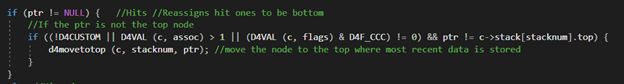 if (ptr != NULL) {   //Hits //Reassigns hit ones to be bottom
//If the ptr is not the top node
if ((!D4CUSTOM || D4VAL (c, assoc) > 1 || (D4VAL (c, flags) & D4F_CCC) != 0) && ptr != c->stack[stacknum].top) {
d4movetotop (c, stacknum, ptr); //move the node to the top where most recent data is stored
}
}